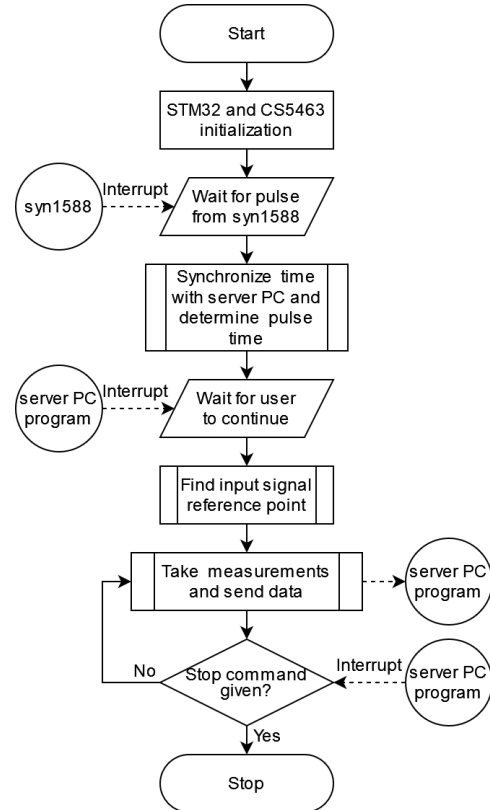 Start
STM32 and CS5463
initialization
Interrupt
syn1588
Wait for pulse
from syn1588
Synchronize time
with server PC and
determine pulse
time
server PC
program
Interrupt
Wait for user
to continue
Find input signal
reference point
Take measurements
and send data
server PC
program
No
Stop command
given?
Interrupt
server PC
program
Yes
Stop